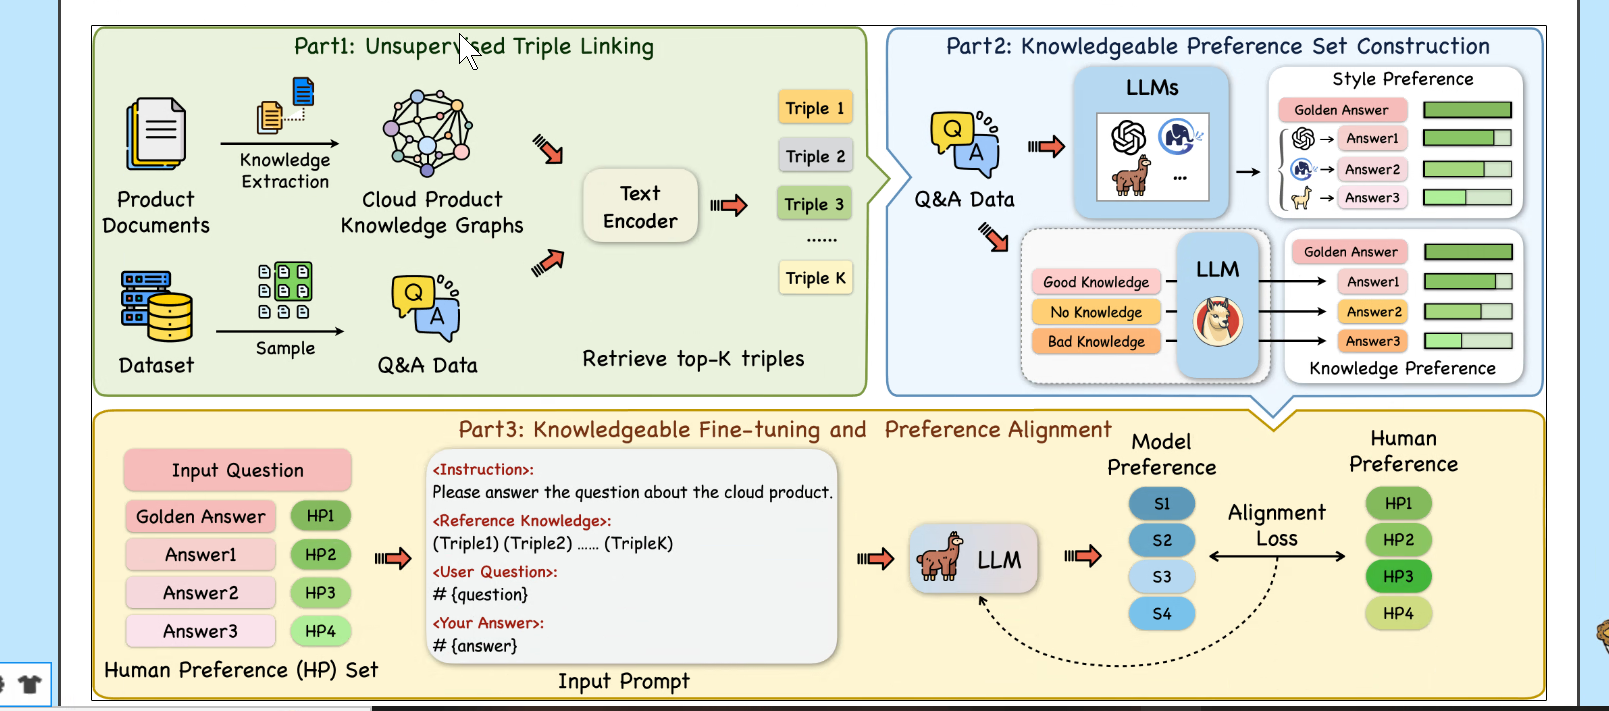 Part1: Unsupervised Triple Linking
Product
Documents
Knowledge
Extraction
Cloud Product
Knowledge Graphs
Dataset
Sample
Q
A
Q&A Data
Text
Encoder
Triple 1
Triple 2
Triple 3
......
Triple K
Retrieve top-K triples
Part2: Knowledgeable Preference Set Construction
Q
A
Q&A Data
LLMs
...
Style Preference
Golden Answer
Answer1
Answer2
Answer3
Good Knowledge
No Knowledge
Bad Knowledge
LLM
Golden Answer
Answer1
Answer2
Answer3
Knowledge Preference
Part3: Knowledgeable Fine-tuning and Preference Alignment
Input Question
Golden Answer HP1
Answer1 HP2
Answer2 HP3
Answer3 HP4
Human Preference (HP) Set
<Instruction>:
Please answer the question about the cloud product.
<Reference Knowledge>:
(Triple1) (Triple2) ...... (TripleK)
<User Question>:
# {question}
<Your Answer>:
# {answer}
Input Prompt
LLM
Model
Preference
S1
S2
S3
S4
Alignment
Loss
Human
Preference
HP1
HP2
HP3
HP4